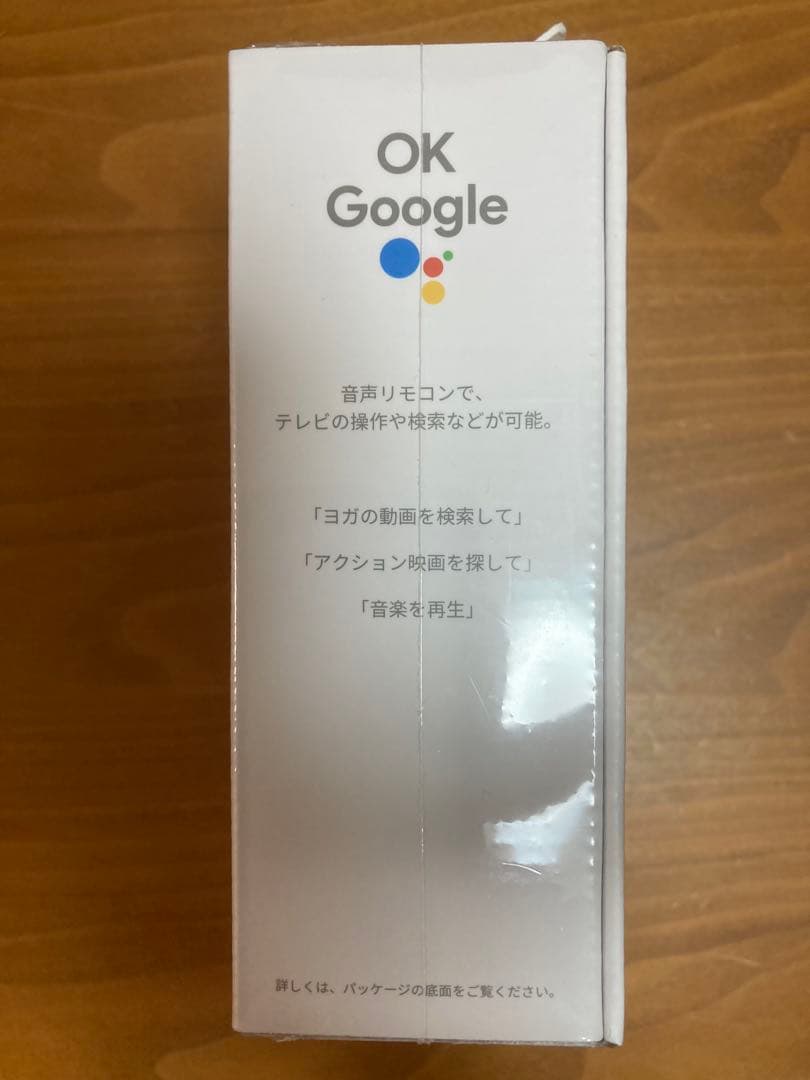 OK
Google
音声リモコンで、
テレビの操作や検索などが可能。
「ヨガの動画を検索して」
「アクション映画を探して」
「音楽を再生」
詳しくは、パッケージの底面をご覧ください。